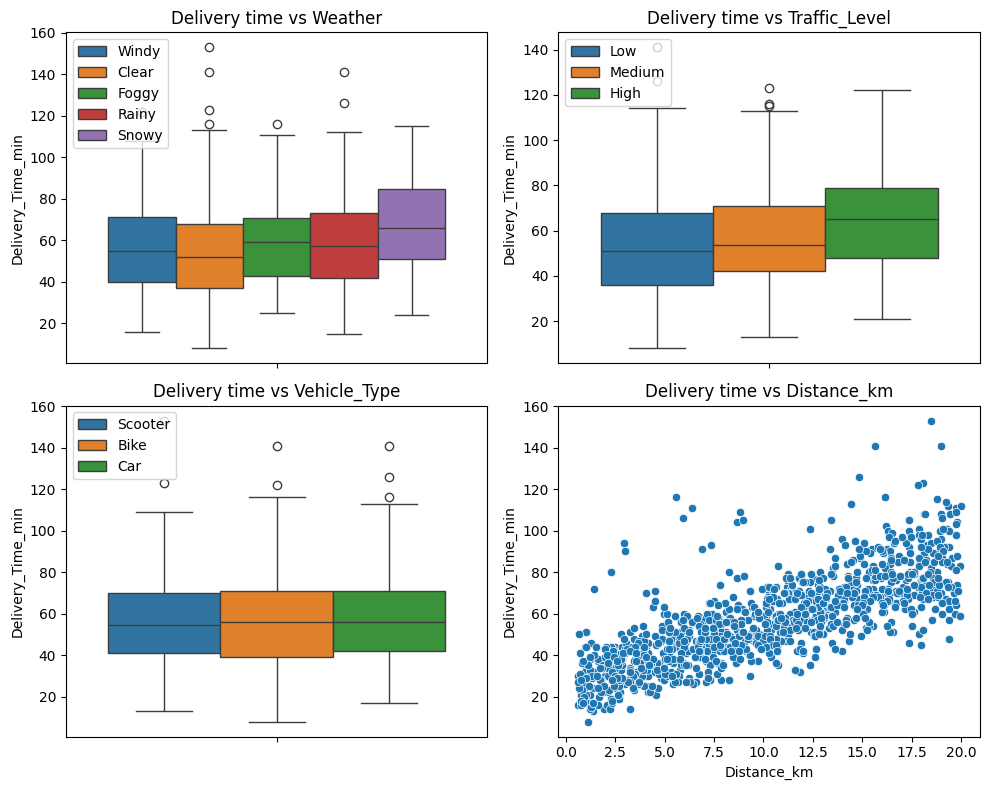 Delivery time vs Weather
Delivery_Time_min
160
140
120
100
80
60
40
20
Windy
Clear
Foggy
Rainy
Snowy
Delivery time vs Traffic_Level
Delivery_Time_min
140
120
100
80
60
40
20
Low
Medium
High
Delivery time vs Vehicle_Type
Delivery_Time_min
160
140
120
100
80
60
40
20
Scooter
Bike
Car
Delivery time vs Distance_km
Delivery_Time_min
160
140
120
100
80
60
40
20
0.0 2.5 5.0 7.5 10.0 12.5 15.0 17.5 20.0
Distance_km